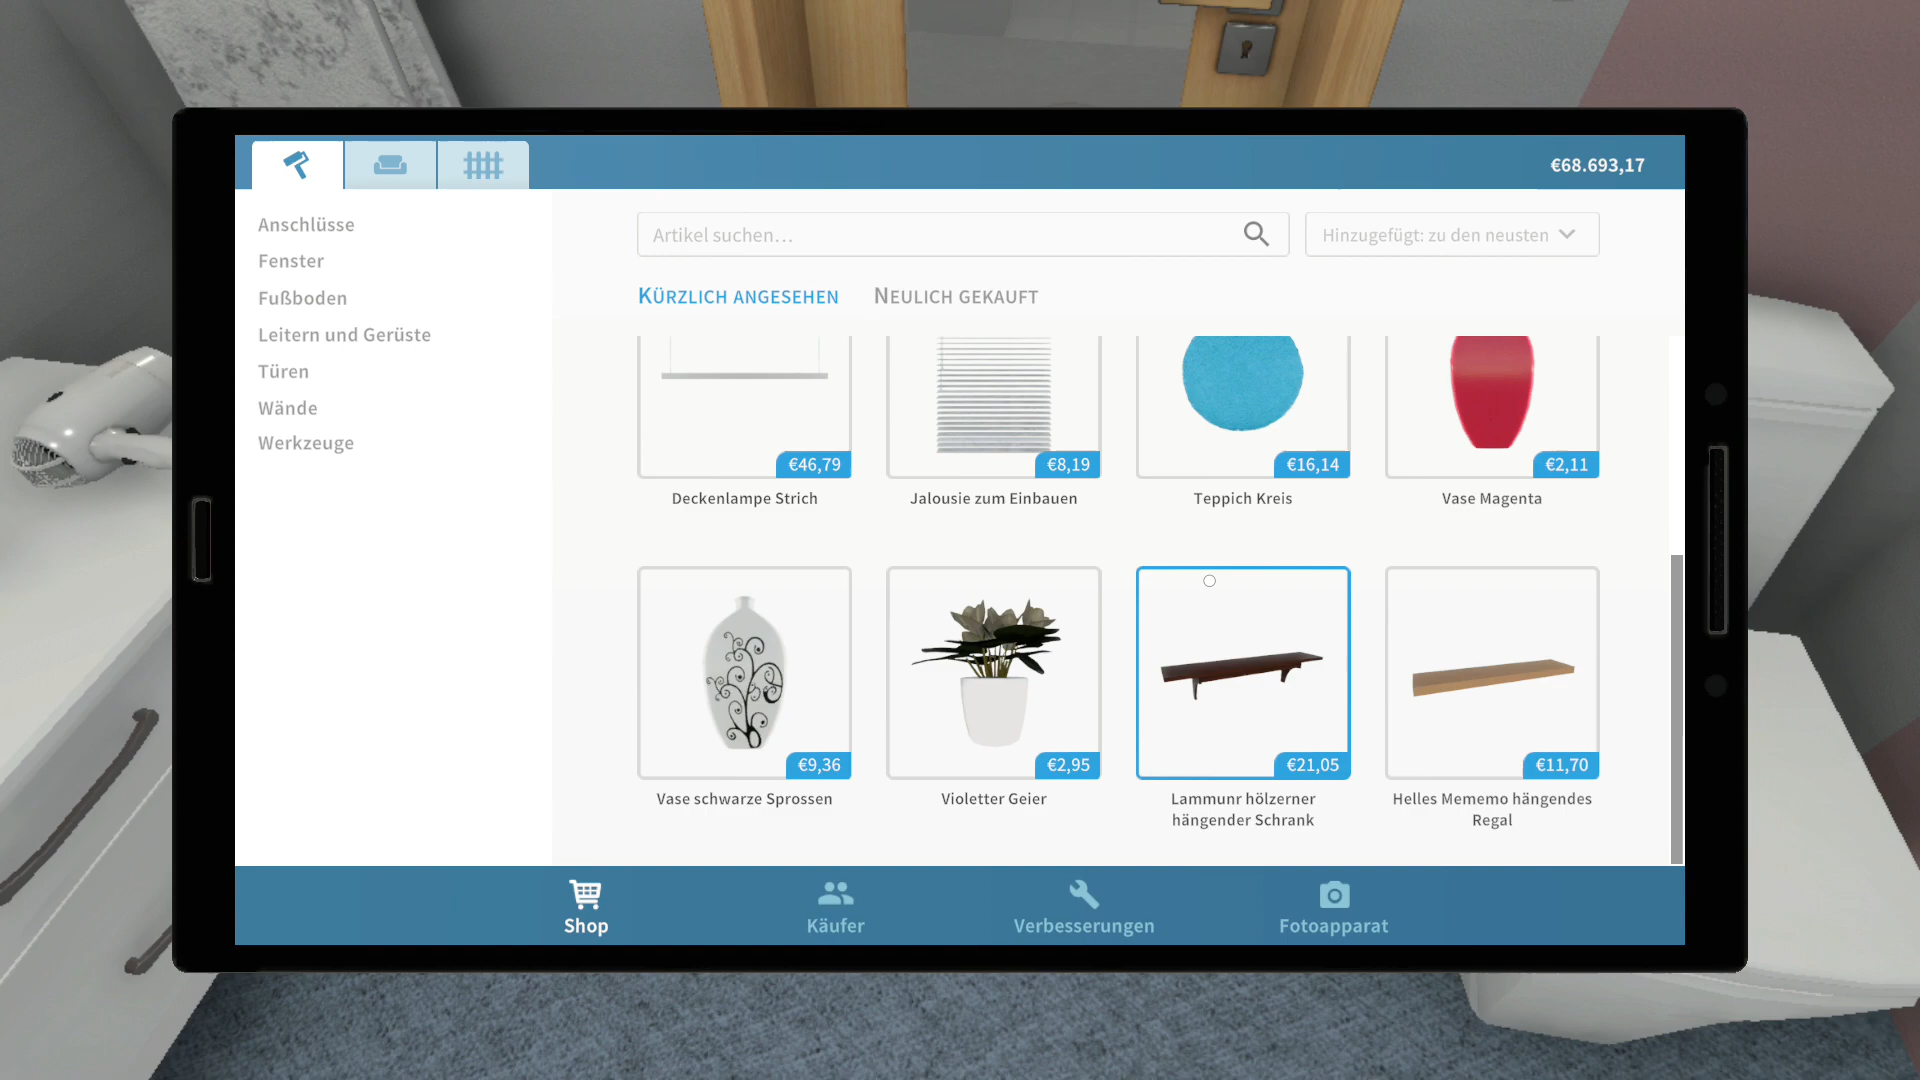 €68.693,17
Anschlüsse
Fenster
Fußboden
Leitern und Gerüste
Türen
Wände
Werkzeuge
Artikel suchen...
Hinzugefügt: zu den neusten
KÜRZLICH ANGESEHEN
NEULICH GEKAUFT
€46,79
€8,19
€16,14
€2,11
Deckenlampe Strich
Jalousie zum Einbauen
Teppich Kreis
Vase Magenta
€9,36
€2,95
€21,05
€11,70
Vase schwarze Sprossen
Violetter Geier
Lammunr hölzerner
hängender Schrank
Helles Mememo hängendes
Regal
Shop
Käufer
Verbesserungen
Fotoapparat